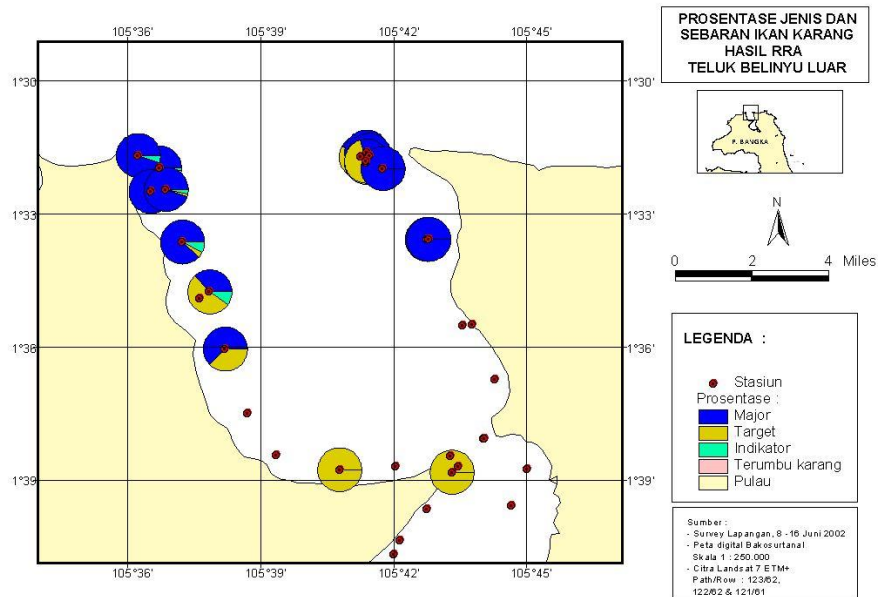 PROSENTASE JENIS DAN
SEBARAN IKAN KARANG
HASIL RRA
TELUK BELINYU LUAR
105°36' 105°39' 105°42' 105°45'
1°30' 1°30'
P. BANGKA
1°33' 1°33'
N
0 2 4 Miles
1°36' 1°36'
LEGENDA :
Stasiun
Prosentase :
Major
Target
Indikator
Terumbu karang
Pulau
1°39' 1°39'
105°36' 105°39' 105°42' 105°45'
Sumber :
- Survey Lapangan, 8 -16 Juni 2002
- Peta digital Bakosurtanal
Skala 1 : 250.000
- Citra Landsat 7 ETM+
Path/Row : 123/62,
122/62 & 121/61